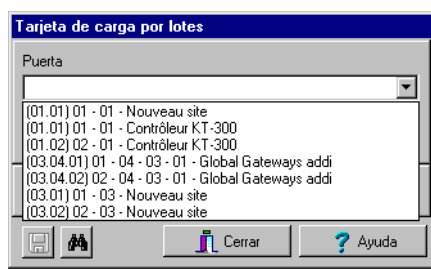 Tarjeta de carga por lotes
Puerta
(01.01) 01 - 01 - Nouveau site
(01.01) 01 - 01 - Contrôleur KT-300
(01.02) 02 - 01 - Contrôleur KT-300
(03.04.01) 01 - 04 - 03 - 01 - Global Gateways addi
(03.04.02) 02 - 04 - 03 - 01 - Global Gateways addi
(03.01) 01 - 03 - Nouveau site
(03.02) 02 - 03 - Nouveau site
Cerrar
Ayuda